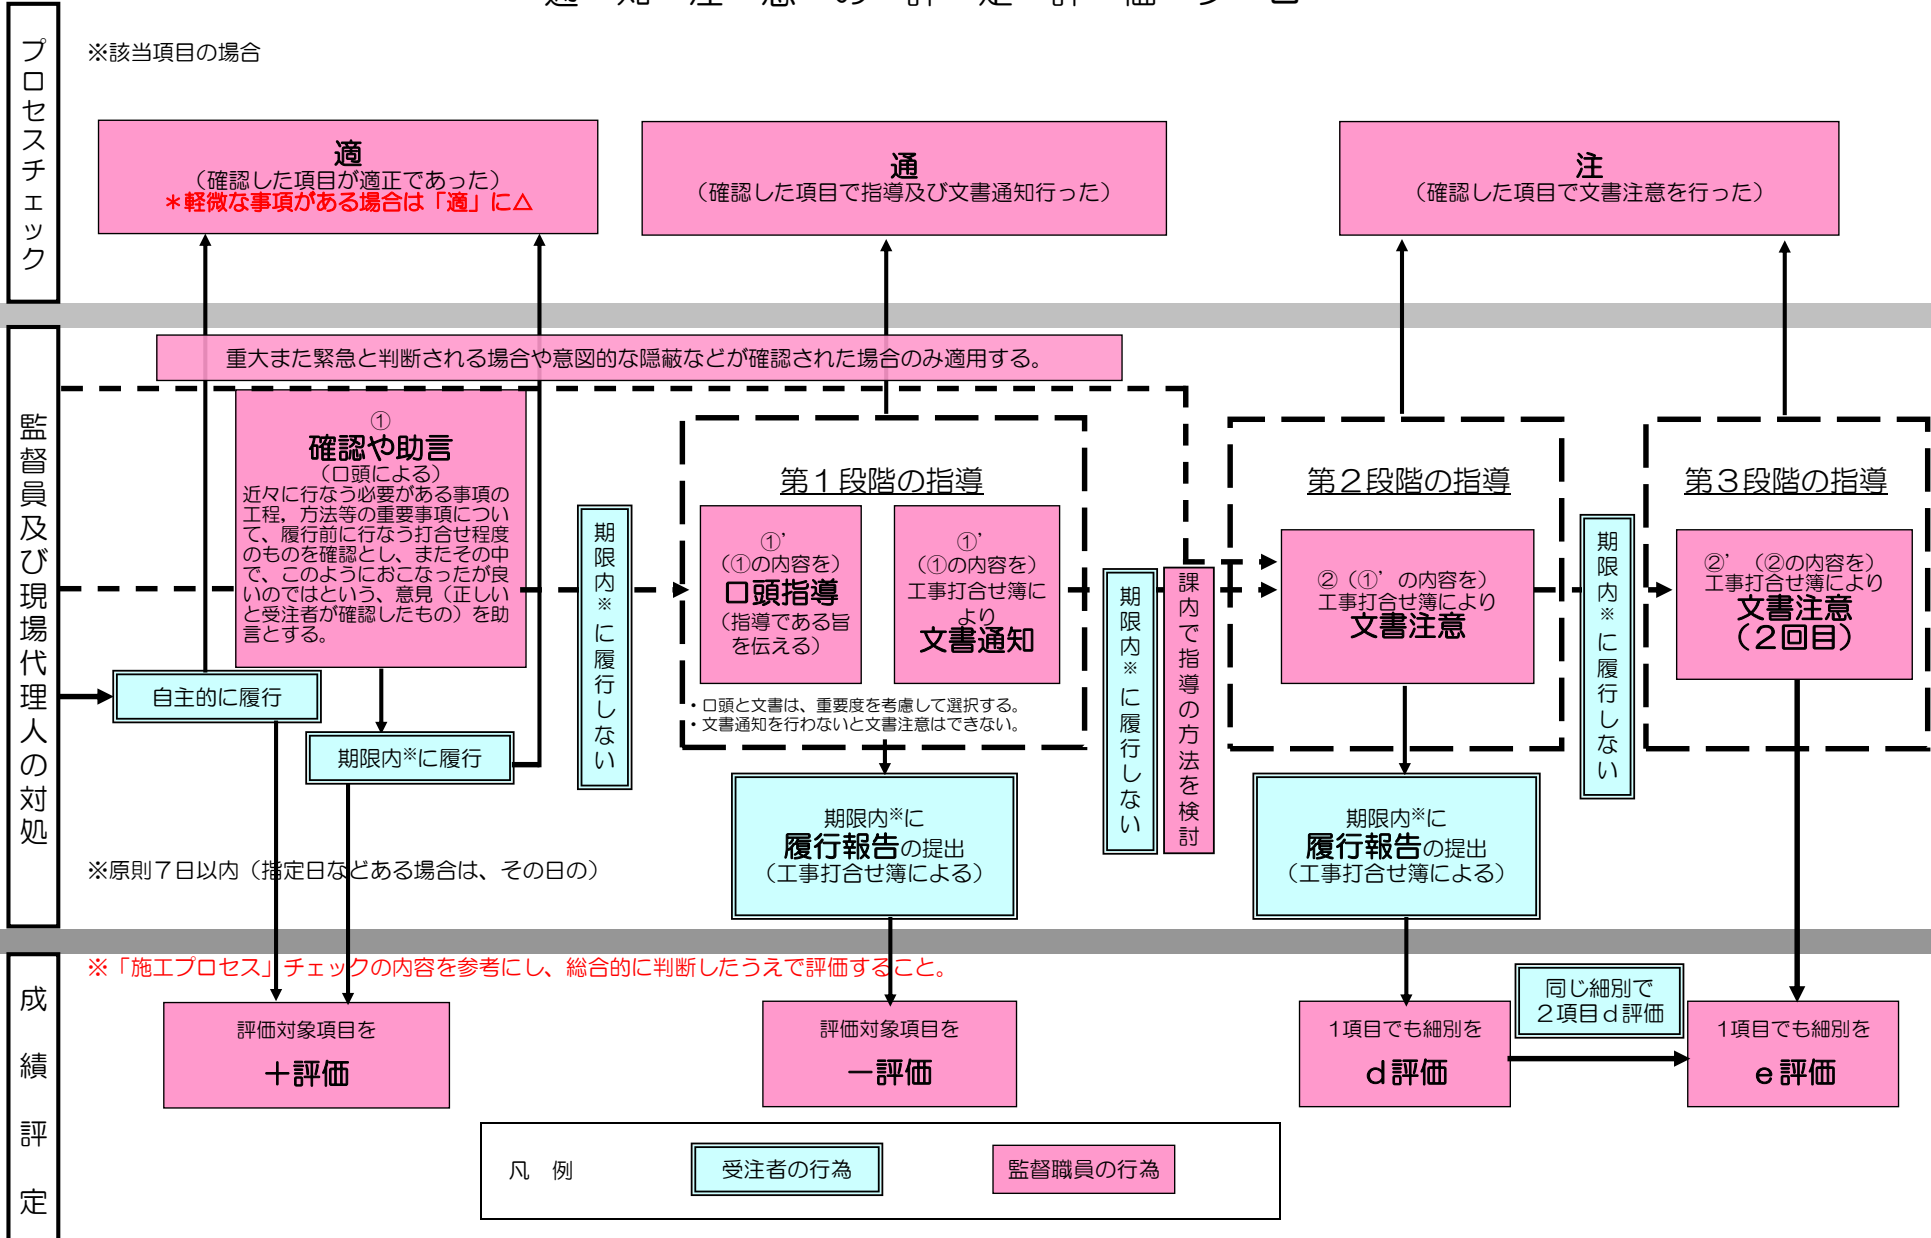 通知注意の評定評価フロー
プロセスチェック
※該当項目の場合
適
（確認した項目が適正であった）
＊軽微な事項がある場合は「適」に△
通
（確認した項目で指導及び文書通知行った）
注
（確認した項目で文書注意を行った）
監督員及び現場代理人の対処
重大また緊急と判断される場合や意図的な隠蔽などが確認された場合のみ適用する。
①
確認や助言
（口頭による）
近々に行なう必要がある事項の
工程，方法等の重要事項につい
て、履行前に行なう打合せ程度
のものを確認とし、またその中
で、このようにおこなったが良
いのではという、意見（正しい
と受注者が確認したもの）を助
言とする。
自主的に履行
期限内※に履行
期限内※に履行しない
第１段階の指導
①’
（①の内容を）
口頭指導
（指導である旨
を伝える）
①’
（①の内容を）
工事打合せ簿に
より
文書通知
・口頭と文書は、重要度を考慮して選択する。
・文書通知を行わないと文書注意はできない。
期限内※に
履行報告の提出
（工事打合せ簿による）
期限内※に履行しない
課内で指導の方法を検討
第２段階の指導
②（①’の内容を）
工事打合せ簿により
文書注意
期限内※に
履行報告の提出
（工事打合せ簿による）
期限内※に履行しない
第３段階の指導
②’（②の内容を）
工事打合せ簿により
文書注意
（２回目）
※原則７日以内（指定日などある場合は、その日の）
成績評定
※「施工プロセス」チェックの内容を参考にし、総合的に判断したうえで評価すること。
評価対象項目を
＋評価
評価対象項目を
－評価
1項目でも細別を
ｄ評価
同じ細別で
２項目ｄ評価
1項目でも細別を
ｅ評価
凡　例
受注者の行為
監督職員の行為